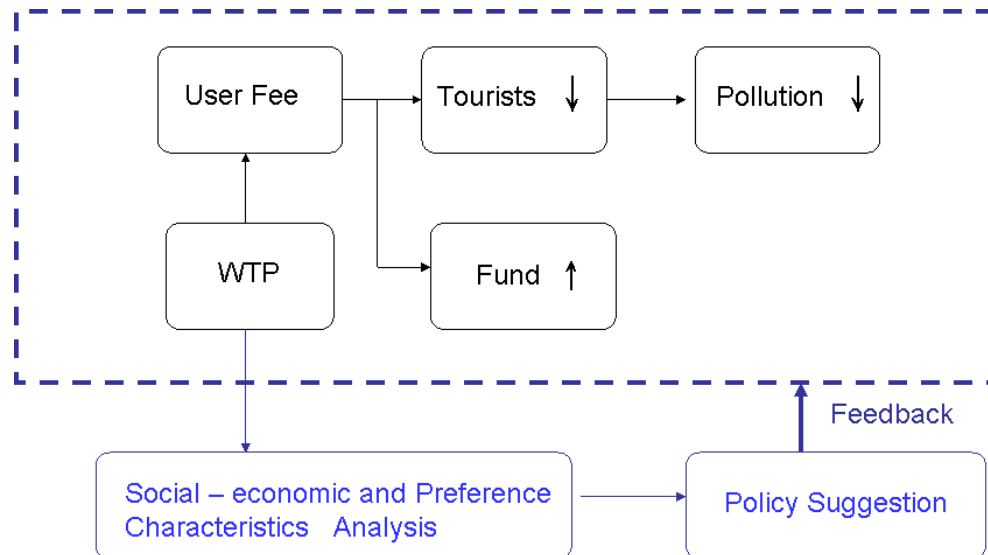 User Fee
Tourists ↓
Pollution ↓
WTP
Fund ↑
Feedback
Social – economic and Preference
Characteristics Analysis
Policy Suggestion